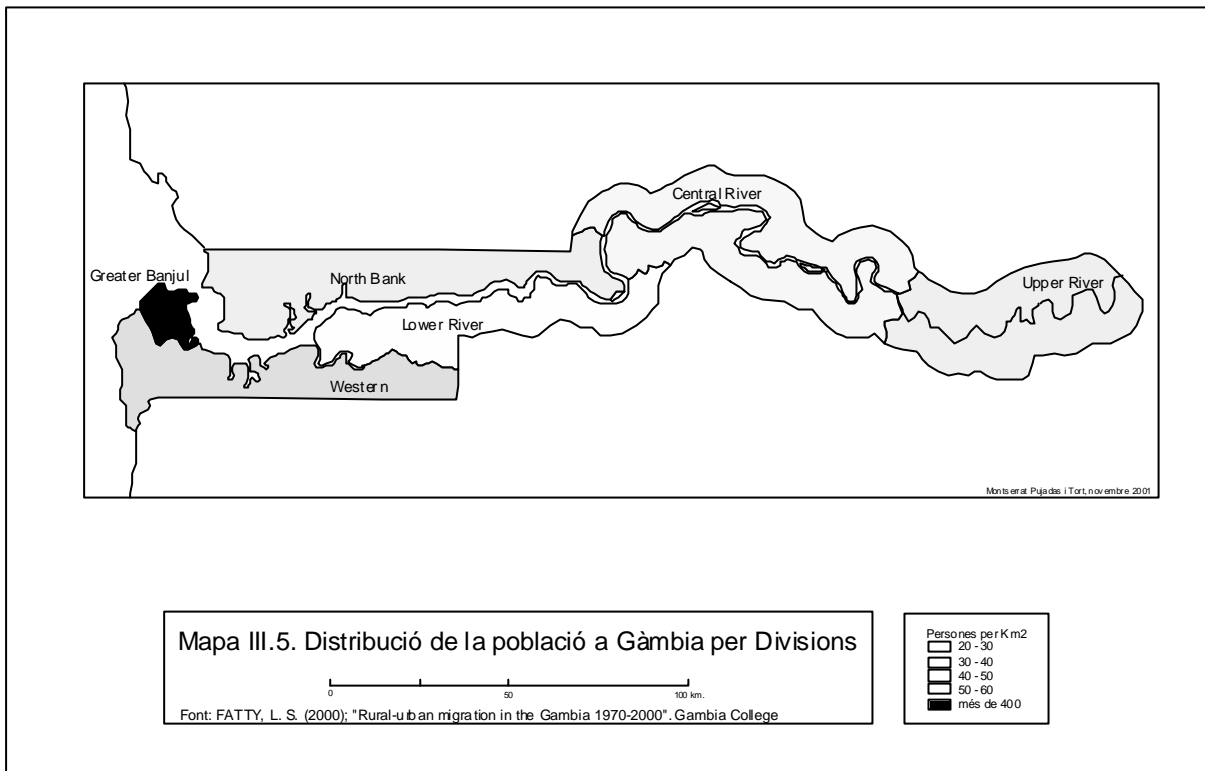 Central River
Greater Banjul
North Bank
Upper River
Lower River
Western
Montserrat Pujadas i Tort, novembre 2001
Mapa III.5. Distribució de la població a Gàmbia per Divisions
0 50 100 km.
Font: FATTY, L. S. (2000); "Rural-urban migration in the Gambia 1970-2000". Gambia College
Persones per Km2
20 - 30
30 - 40
40 - 50
50 - 60
més de 400